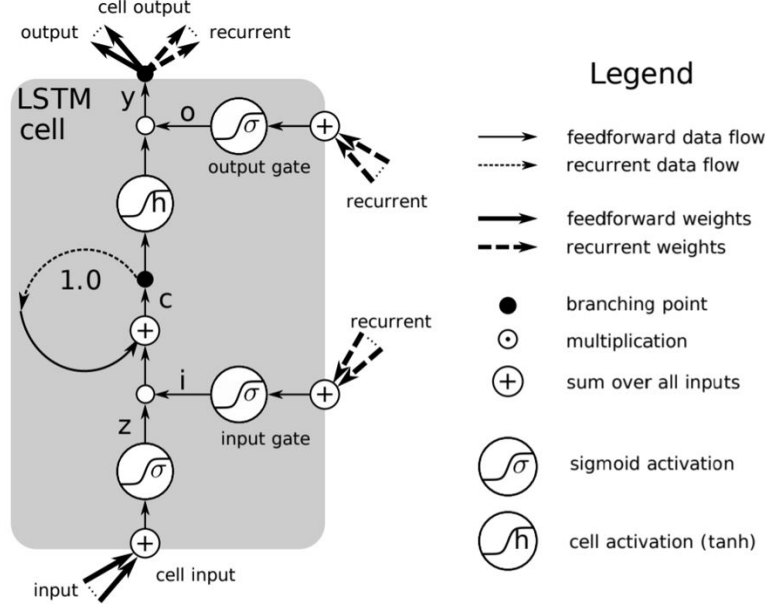 cell output
output
recurrent
LSTM
cell
y
o
σ
+
output gate
recurrent
h
1.0
c
+
recurrent
i
σ
+
z
input gate
σ
+
cell input
input
Legend
feedforward data flow
recurrent data flow
feedforward weights
recurrent weights
branching point
multiplication
+
sum over all inputs
σ
sigmoid activation
h
cell activation (tanh)